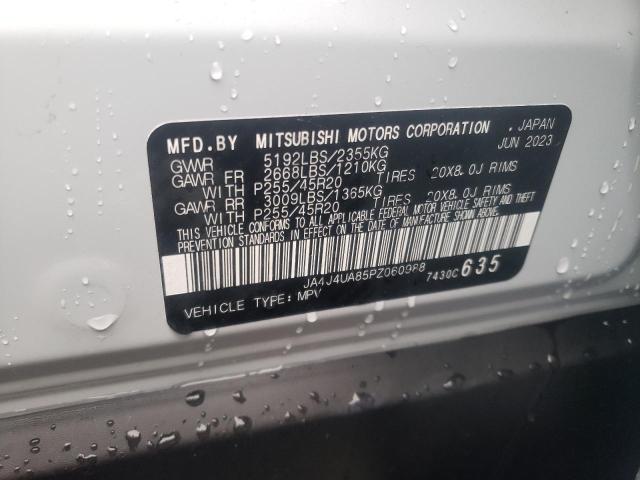 MFD.BY MITSUBISHI MOTORS CORPORATION . JAPAN
JUN 2023
GVWR 5192LBS/2355KG
GAWR FR 2668LBS/1210KG
WITH P255/45R20 TIRES 20X8.0J RIMS
GAWR RR 3009LBS/1365KG
WITH P255/45R20 TIRES 20X8.0J RIMS
THIS VEHICLE CONFORMS TO ALL APPLICABLE FEDERAL MOTOR VEHICLE SAFETY AND THEFT
PREVENTION STANDARDS IN EFFECT ON THE DATE OF MANUFACTURE SHOWN ABOVE.
JA4J4UA85PZ060988
7430C 635
VEHICLE TYPE: MPV